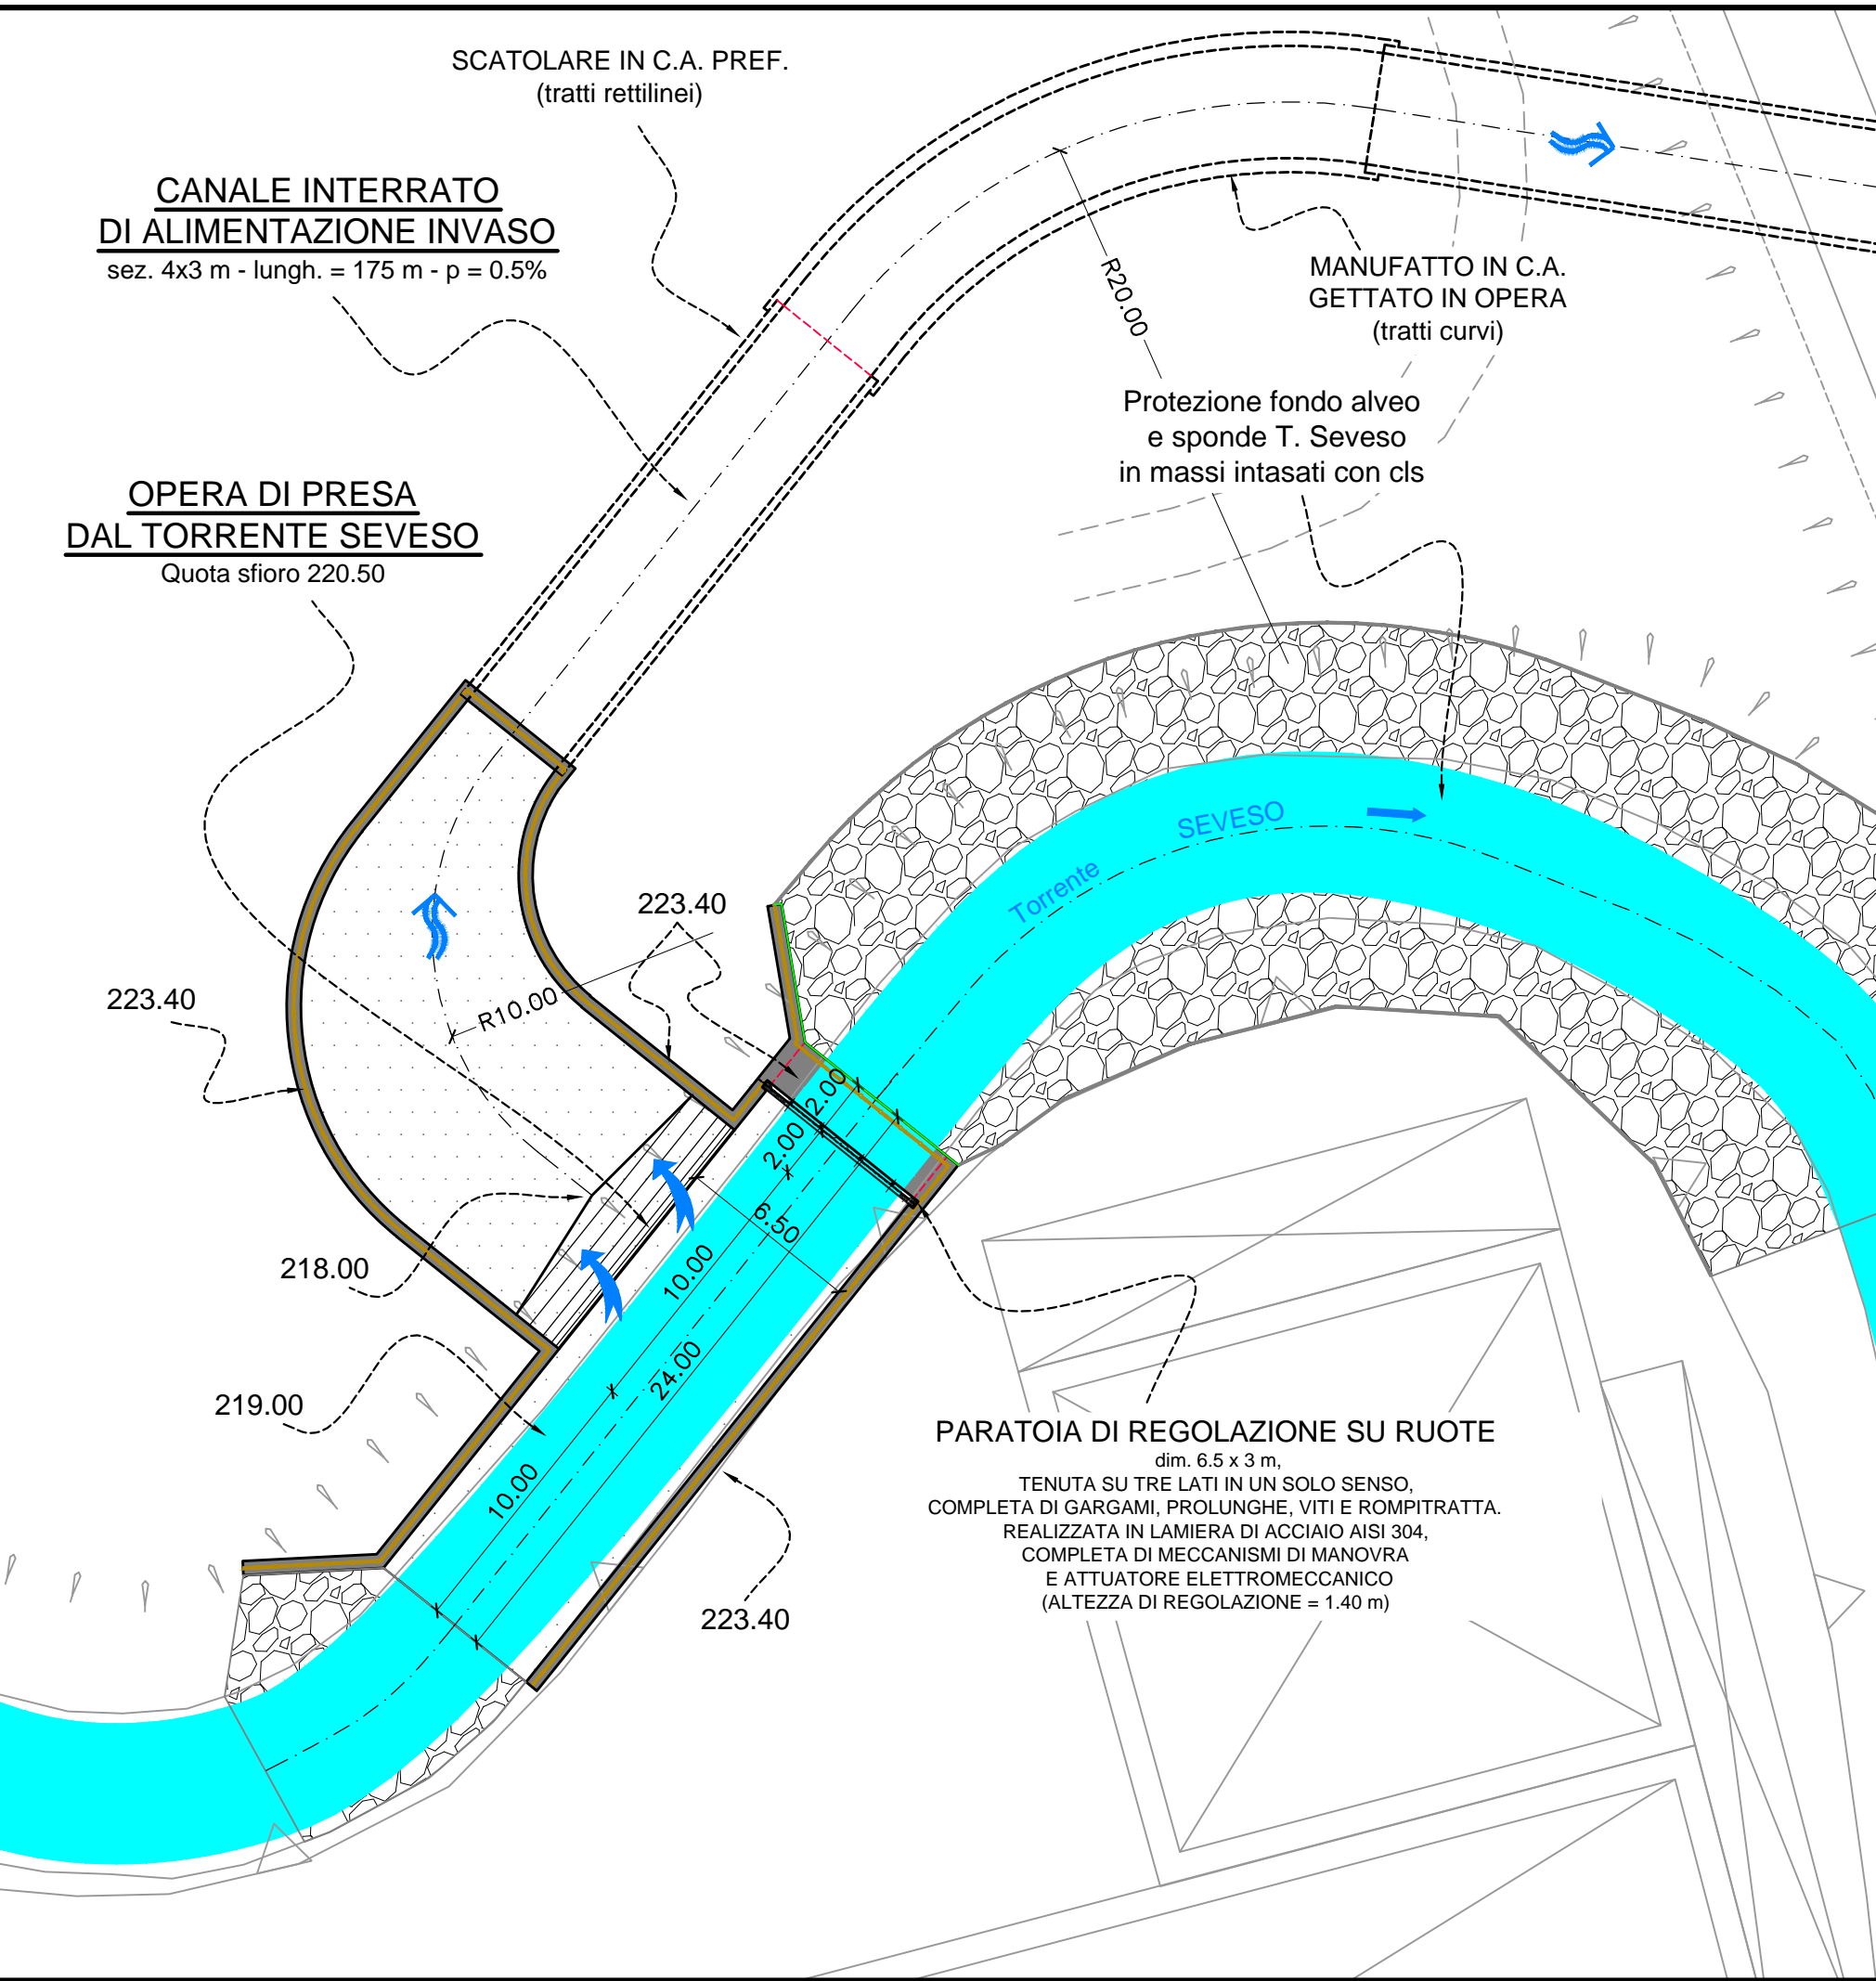 SCATOLARE IN C.A. PREF.
(tratti rettilinei)
CANALE INTERRATO
DI ALIMENTAZIONE INVASO
sez. 4x3 m - lungh. = 175 m - p = 0.5%
R20.00
MANUFATTO IN C.A.
GETTATO IN OPERA
(tratti curvi)
Protezione fondo alveo
e sponde T. Seveso
in massi intasati con cls
OPERA DI PRESA
DAL TORRENTE SEVESO
Quota sfioro 220.50
Torrente SEVESO
223.40
223.40
R10.00
2.00
2.00
6.50
10.00
24.00
10.00
218.00
219.00
223.40
PARATOIA DI REGOLAZIONE SU RUOTE
dim. 6.5 x 3 m,
TENUTA SU TRE LATI IN UN SOLO SENSO,
COMPLETA DI GARGAMI, PROLUNGHE, VITI E ROMPITRATTA.
REALIZZATA IN LAMIERA DI ACCIAIO AISI 304,
COMPLETA DI MECCANISMI DI MANOVRA
E ATTUATORE ELETTROMECCANICO
(ALTEZZA DI REGOLAZIONE = 1.40 m)